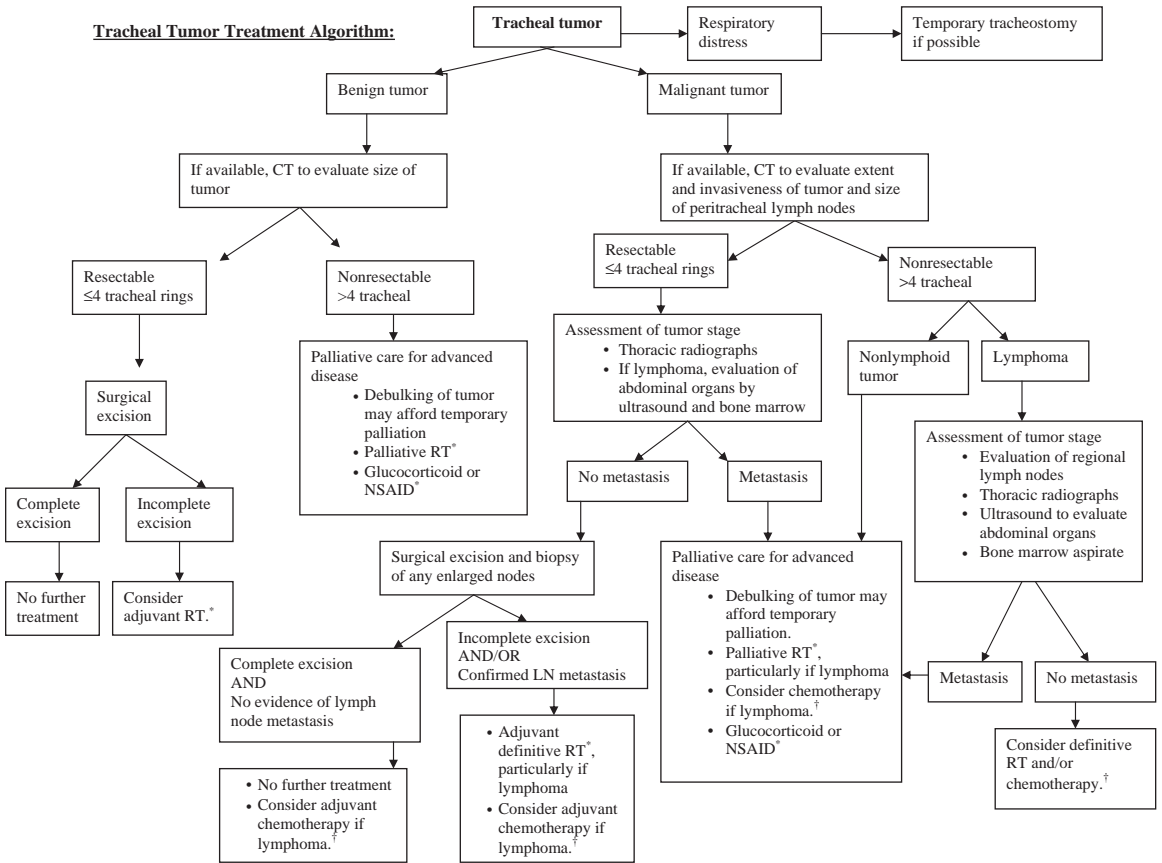 Tracheal Tumor Treatment Algorithm:
Tracheal tumor
Respiratory
distress
Temporary tracheostomy
if possible
Benign tumor
Malignant tumor
If available, CT to evaluate size of
tumor
If available, CT to evaluate extent
and invasiveness of tumor and size
of peritracheal lymph nodes
Resectable
≤4 tracheal rings
Nonresectable
>4 tracheal
Resectable
≤4 tracheal rings
Nonresectable
>4 tracheal
Surgical
excision
Palliative care for advanced
disease
• Debulking of tumor
may afford temporary
palliation
• Palliative RT*
• Glucocorticoid or
NSAID*
Assessment of tumor stage
• Thoracic radiographs
• If lymphoma, evaluation of
abdominal organs by
ultrasound and bone marrow
Nonlymphoid
tumor
Lymphoma
Assessment of tumor stage
• Evaluation of regional
lymph nodes
• Thoracic radiographs
• Ultrasound to evaluate
abdominal organs
• Bone marrow aspirate
Complete
excision
Incomplete
excision
No metastasis
Metastasis
No further
treatment
Consider
adjuvant RT.*
Surgical excision and biopsy
of any enlarged nodes
Palliative care for advanced
disease
• Debulking of tumor may
afford temporary
palliation.
• Palliative RT*,
particularly if lymphoma
• Consider chemotherapy
if lymphoma.†
• Glucocorticoid or
NSAID*
Complete excision
AND
No evidence of lymph
node metastasis
Incomplete excision
AND/OR
Confirmed LN metastasis
Metastasis
No metastasis
• No further treatment
• Consider adjuvant
chemotherapy if
lymphoma.†
• Adjuvant
definitive RT*,
particularly if
lymphoma
• Consider adjuvant
chemotherapy if
lymphoma.†
Consider definitive
RT and/or
chemotherapy.†